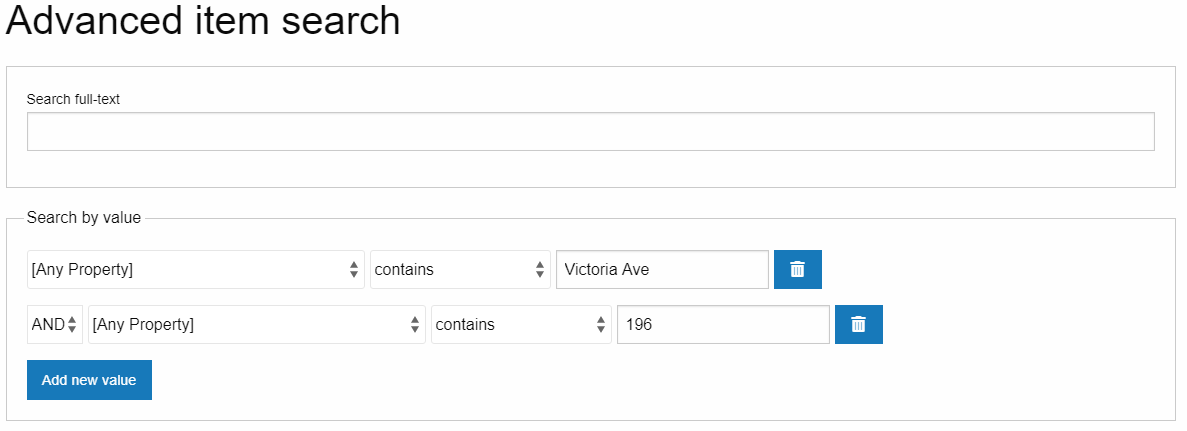 Advanced item search
Search full-text
Search by value
[Any Property] contains Victoria Ave
AND [Any Property] contains 196
Add new value